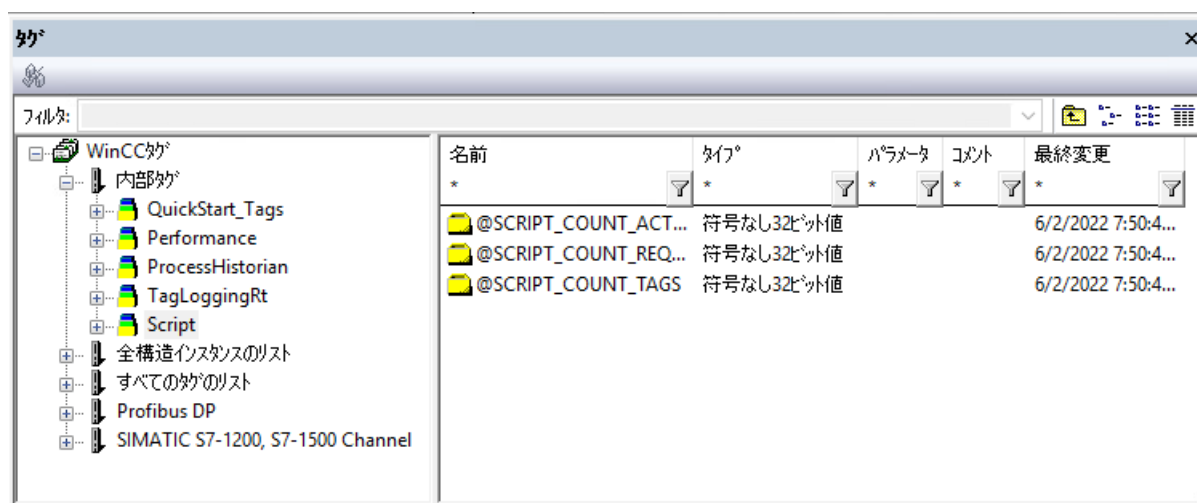 タグ
フィルタ:
WinCCタグ
内部タグ
QuickStart_Tags
Performance
ProcessHistorian
TagLoggingRt
Script
全構造インスタンスのリスト
すべてのタグのリスト
Profibus DP
SIMATIC S7-1200, S7-1500 Channel
名前 タイプ パラメータ コメント 最終変更
* * * * *
@SCRIPT_COUNT_ACT... 符号なし32ビット値 6/2/2022 7:50:4...
@SCRIPT_COUNT_REQ... 符号なし32ビット値 6/2/2022 7:50:4...
@SCRIPT_COUNT_TAGS 符号なし32ビット値 6/2/2022 7:50:4...